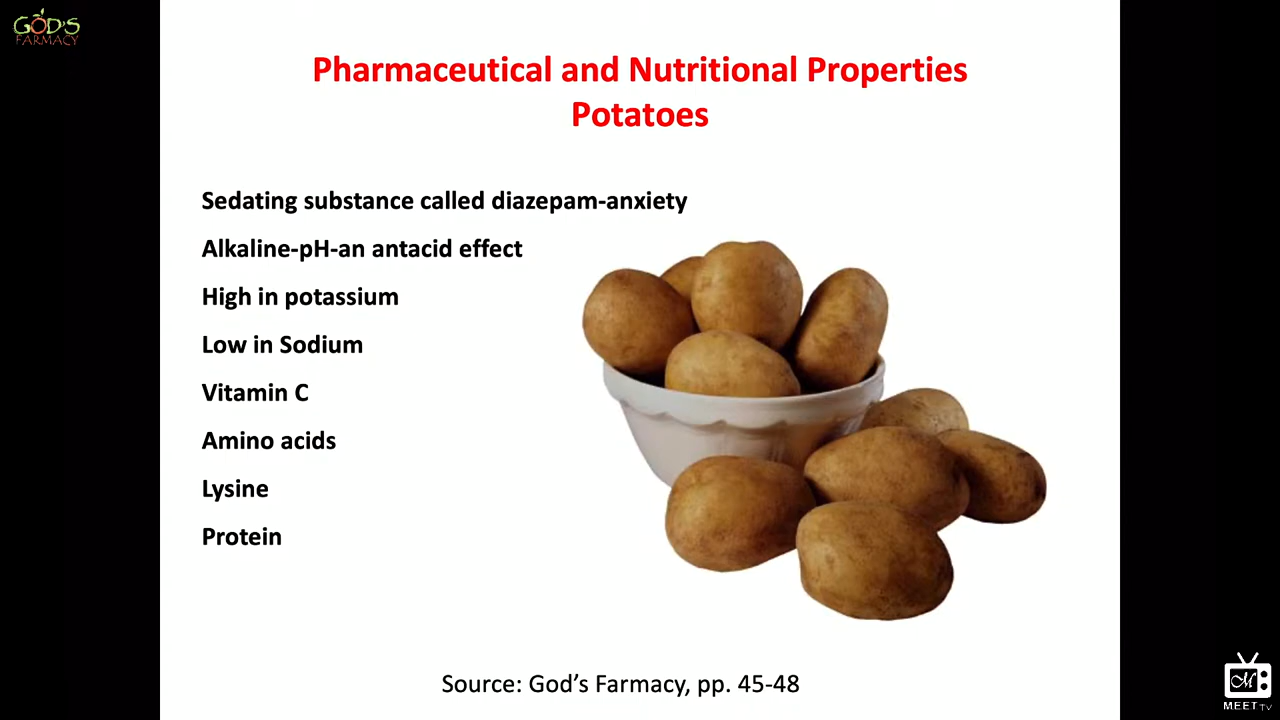 GOD'S
FARMACY
Pharmaceutical and Nutritional Properties
Potatoes
Sedating substance called diazepam-anxiety
Alkaline-pH-an antacid effect
High in potassium
Low in Sodium
Vitamin C
Amino acids
Lysine
Protein
Source: God’s Farmacy, pp. 45-48
M
MEET TV